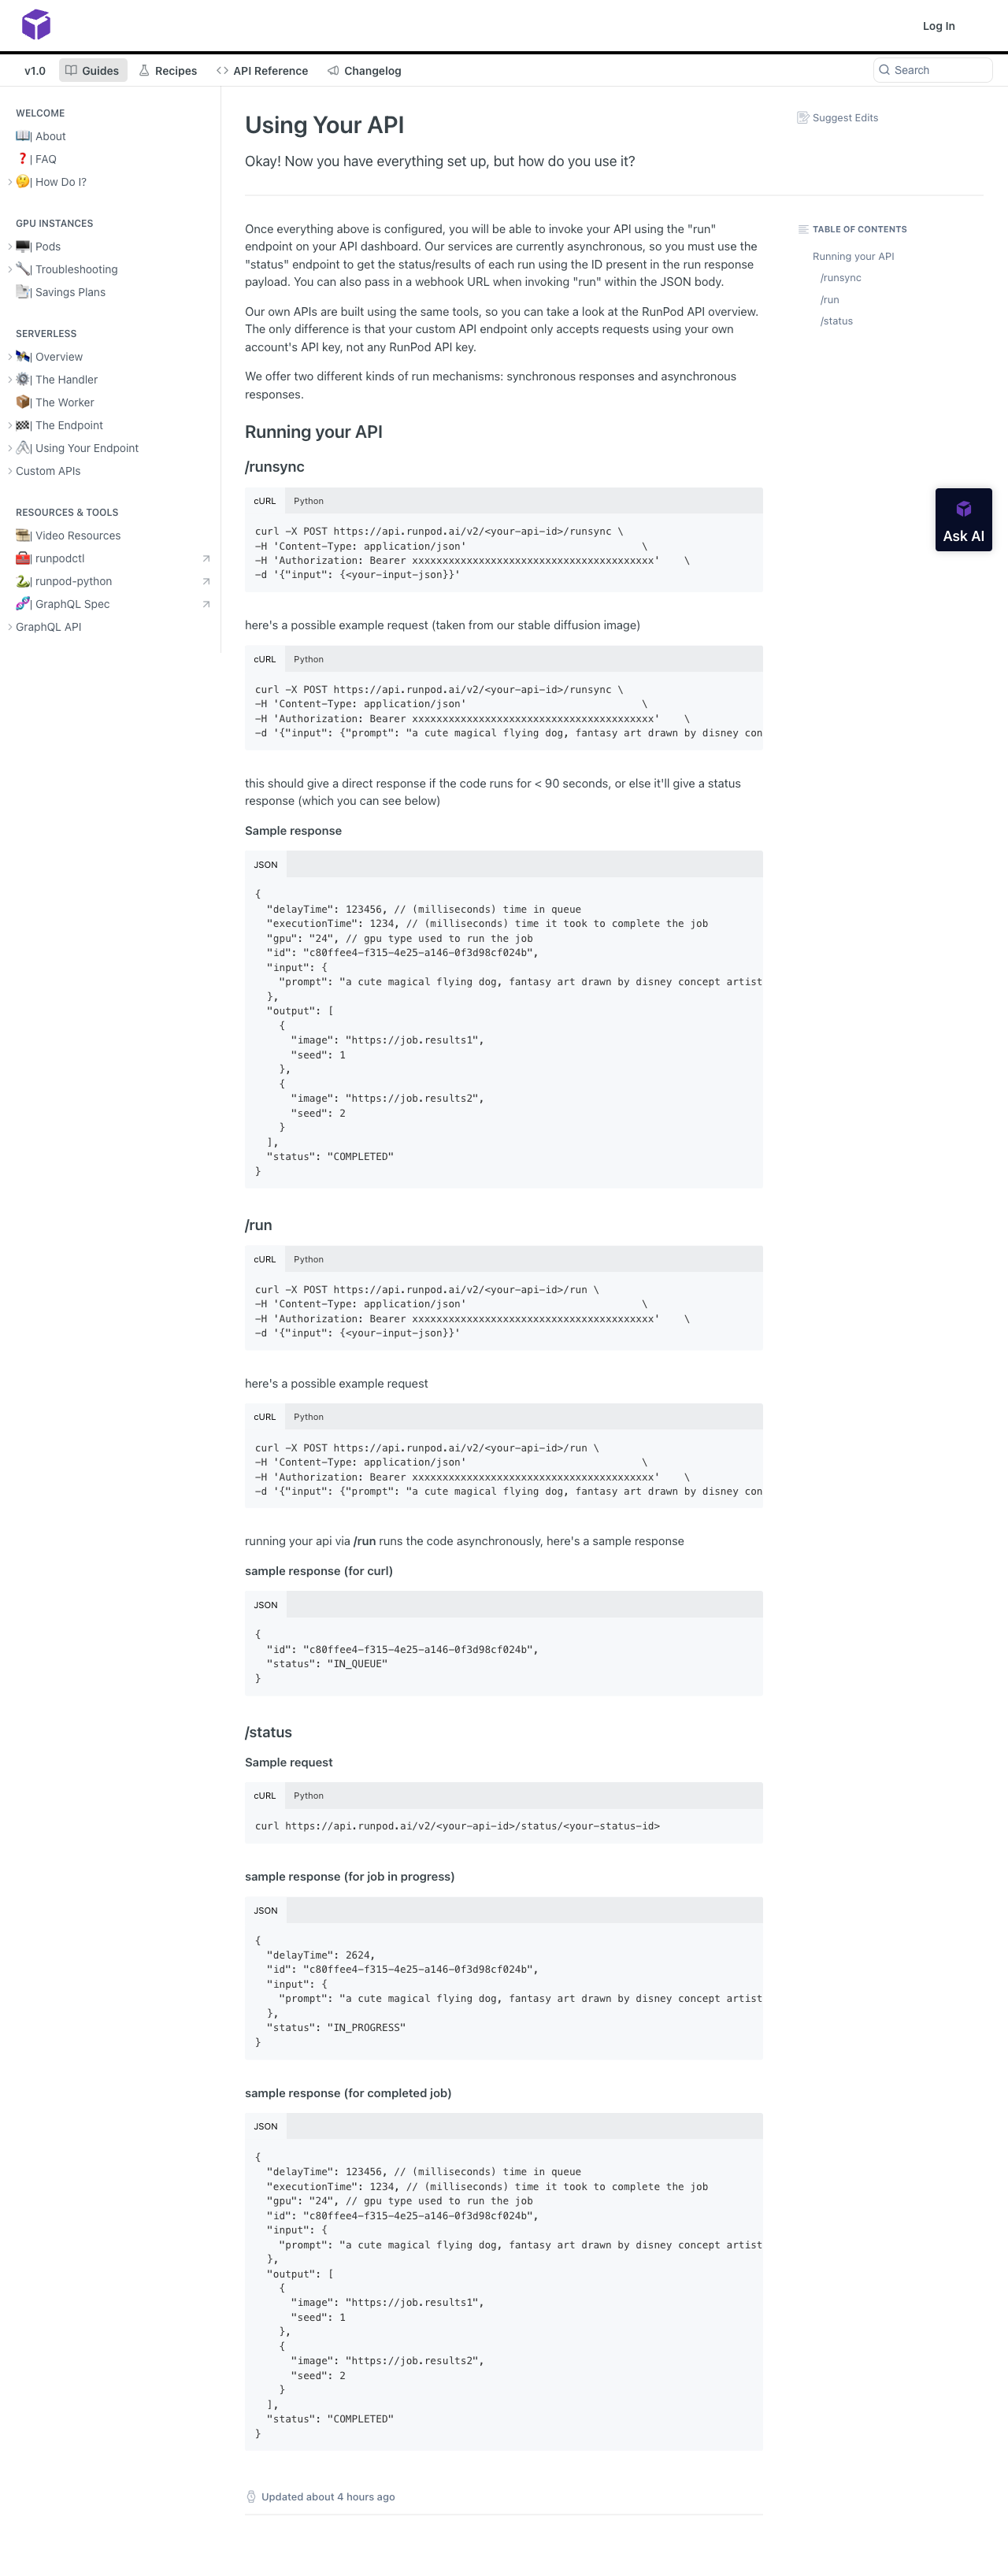 Log In
v1.0
Guides
Recipes
API Reference
Changelog
Search
WELCOME
| About
| FAQ
| How Do I?
GPU INSTANCES
| Pods
| Troubleshooting
| Savings Plans
SERVERLESS
| Overview
| The Handler
| The Worker
| The Endpoint
| Using Your Endpoint
Custom APIs
RESOURCES & TOOLS
| Video Resources
| runpodctl
| runpod-python
| GraphQL Spec
GraphQL API
Using Your API
Okay! Now you have everything set up, but how do you use it?
Suggest Edits
TABLE OF CONTENTS
Running your API
/runsync
/run
/status
Ask AI
Once everything above is configured, you will be able to invoke your API using the "run"
endpoint on your API dashboard. Our services are currently asynchronous, so you must use the
"status" endpoint to get the status/results of each run using the ID present in the run response
payload. You can also pass in a webhook URL when invoking "run" within the JSON body.
Our own APIs are built using the same tools, so you can take a look at the RunPod API overview.
The only difference is that your custom API endpoint only accepts requests using your own
account's API key, not any RunPod API key.
We offer two different kinds of run mechanisms: synchronous responses and asynchronous
responses.
Running your API
/runsync
cURL Python
curl -X POST https://api.runpod.ai/v2/<your-api-id>/runsync \
-H 'Content-Type: application/json' \
-H 'Authorization: Bearer xxxxxxxxxxxxxxxxxxxxxxxxxxxxxxxxxxxxxxxx' \
-d '{"input": {<your-input-json}}'
here's a possible example request (taken from our stable diffusion image)
cURL Python
curl -X POST https://api.runpod.ai/v2/<your-api-id>/runsync \
-H 'Content-Type: application/json' \
-H 'Authorization: Bearer xxxxxxxxxxxxxxxxxxxxxxxxxxxxxxxxxxxxxxxx' \
-d '{"input": {"prompt": "a cute magical flying dog, fantasy art drawn by disney con
this should give a direct response if the code runs for < 90 seconds, or else it'll give a status
response (which you can see below)
Sample response
JSON
{
"delayTime": 123456, // (milliseconds) time in queue
"executionTime": 1234, // (milliseconds) time it took to complete the job
"gpu": "24", // gpu type used to run the job
"id": "c80ffee4-f315-4e25-a146-0f3d98cf024b",
"input": {
"prompt": "a cute magical flying dog, fantasy art drawn by disney concept artist
},
"output": [
{
"image": "https://job.results1",
"seed": 1
},
{
"image": "https://job.results2",
"seed": 2
}
],
"status": "COMPLETED"
}
/run
cURL Python
curl -X POST https://api.runpod.ai/v2/<your-api-id>/run \
-H 'Content-Type: application/json' \
-H 'Authorization: Bearer xxxxxxxxxxxxxxxxxxxxxxxxxxxxxxxxxxxxxxxx' \
-d '{"input": {<your-input-json}}'
here's a possible example request
cURL Python
curl -X POST https://api.runpod.ai/v2/<your-api-id>/run \
-H 'Content-Type: application/json' \
-H 'Authorization: Bearer xxxxxxxxxxxxxxxxxxxxxxxxxxxxxxxxxxxxxxxx' \
-d '{"input": {"prompt": "a cute magical flying dog, fantasy art drawn by disney con
running your api via /run runs the code asynchronously, here's a sample response
sample response (for curl)
JSON
{
"id": "c80ffee4-f315-4e25-a146-0f3d98cf024b",
"status": "IN_QUEUE"
}
/status
Sample request
cURL Python
curl https://api.runpod.ai/v2/<your-api-id>/status/<your-status-id>
sample response (for job in progress)
JSON
{
"delayTime": 2624,
"id": "c80ffee4-f315-4e25-a146-0f3d98cf024b",
"input": {
"prompt": "a cute magical flying dog, fantasy art drawn by disney concept artist
},
"status": "IN_PROGRESS"
}
sample response (for completed job)
JSON
{
"delayTime": 123456, // (milliseconds) time in queue
"executionTime": 1234, // (milliseconds) time it took to complete the job
"gpu": "24", // gpu type used to run the job
"id": "c80ffee4-f315-4e25-a146-0f3d98cf024b",
"input": {
"prompt": "a cute magical flying dog, fantasy art drawn by disney concept artist
},
"output": [
{
"image": "https://job.results1",
"seed": 1
},
{
"image": "https://job.results2",
"seed": 2
}
],
"status": "COMPLETED"
}
Updated about 4 hours ago